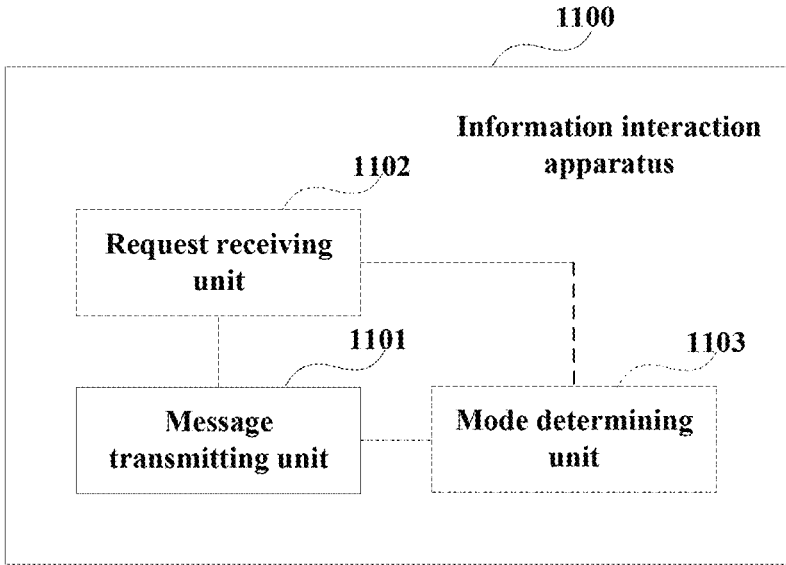 1100
Information interaction
apparatus
1102
Request receiving
unit
1101
Message
transmitting unit
1103
Mode determining
unit